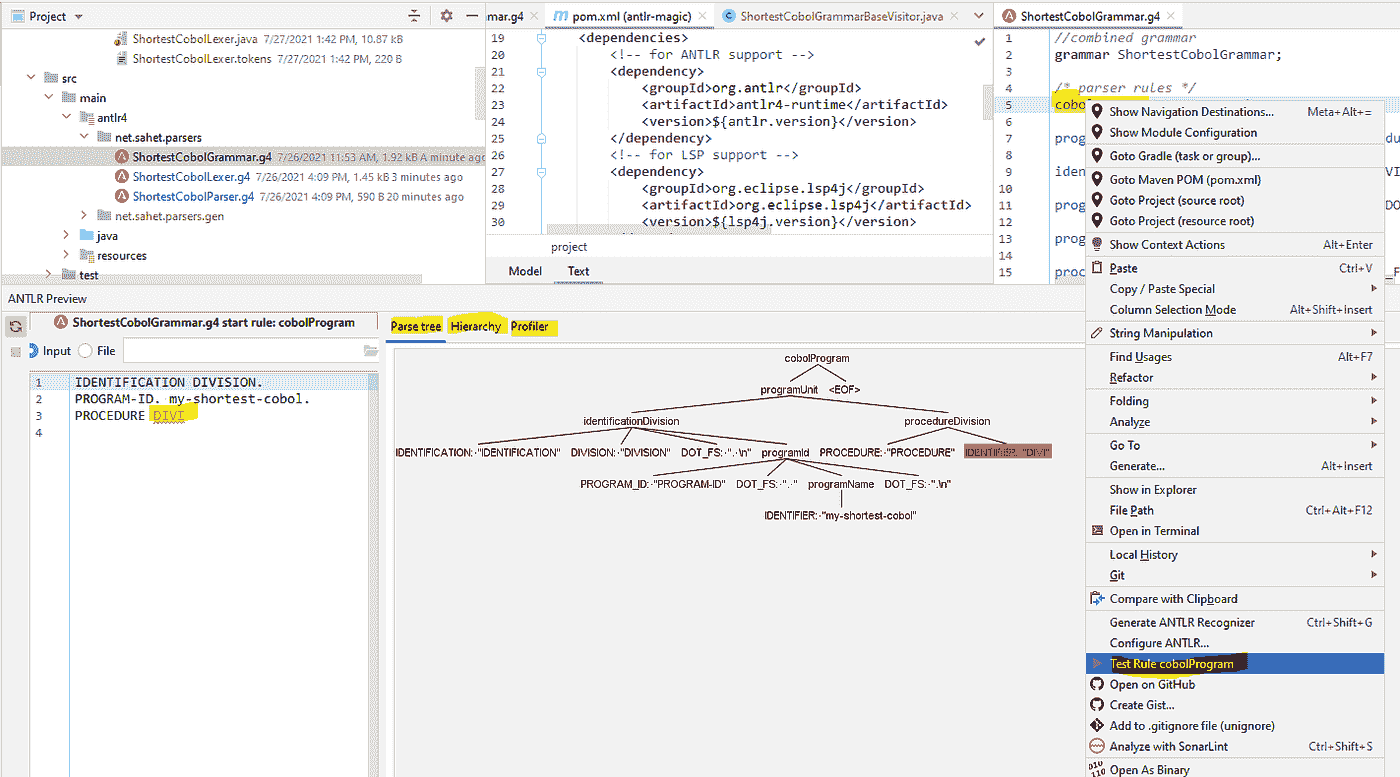 Project
ShortestCobolLexer.java 7/27/2021 1:42 PM, 10.87 kB
ShortestCobolLexer.tokens 7/27/2021 1:42 PM, 220 B
src
main
antlr4
net.sahet.parsers
ShortestCobolGrammar.g4 7/26/2021 11:53 AM, 1.92 kB A minute ago
ShortestCobolLexer.g4 7/26/2021 4:09 PM, 1.45 kB 3 minutes ago
ShortestCobolParser.g4 7/26/2021 4:09 PM, 590 B 20 minutes ago
net.sahet.parsers.gen
java
resources
test
mar.g4
pom.xml (antlr-magic)
ShortestCobolGrammarBaseVisitor.java
19 <dependencies>
20 <!-- for ANTLR support -->
21 <dependency>
22 <groupId>org.antlr</groupId>
23 <artifactId>antlr4-runtime</artifactId>
24 <version>${antlr.version}</version>
25 </dependency>
26 <!-- for LSP support -->
27 <dependency>
28 <groupId>org.eclipse.lsp4j</groupId>
29 <artifactId>org.eclipse.lsp4j</artifactId>
30 <version>${lsp4j.version}</version>
project
Model Text
ShortestCobolGrammar.g4
1 //combined grammar
2 grammar ShortestCobolGrammar;
3
4 /* parser rules */
5 cobo
6
7 prog du
8
9 iden VI
10
11 prog DO
12
13 prog
14
15 proc =F
Show Navigation Destinations... Meta+Alt+=
Show Module Configuration
Goto Gradle (task or group)...
Goto Maven POM (pom.xml)
Goto Project (source root)
Goto Project (resource root)
Show Context Actions Alt+Enter
Paste Ctrl+V
Copy / Paste Special
Column Selection Mode Alt+Shift+Insert
String Manipulation
Find Usages Alt+F7
Refactor
Folding
Analyze
Go To
Generate... Alt+Insert
Show in Explorer
File Path Ctrl+Alt+F12
Open in Terminal
Local History
Git
Compare with Clipboard
Generate ANTLR Recognizer Ctrl+Shift+G
Configure ANTLR...
Test Rule cobolProgram
Open on GitHub
Create Gist...
Add to .gitignore file (unignore)
Analyze with SonarLint Ctrl+Shift+S
Open As Binary
ANTLR Preview
ShortestCobolGrammar.g4 start rule: cobolProgram
Input File
1 IDENTIFICATION DIVISION.
2 PROGRAM-ID. my-shortest-cobol.
3 PROCEDURE DIVI
4
Parse tree Hierarchy Profiler
cobolProgram
programUnit <EOF>
identificationDivision procedureDivision
IDENTIFICATION:·"IDENTIFICATION" DIVISION:·"DIVISION" DOT_FS:·".·\n" programId PROCEDURE:·"PROCEDURE" IDENTIFIER:·"DIVI"
PROGRAM_ID:·"PROGRAM-ID" DOT_FS:·".·" programName DOT_FS:·".\n"
IDENTIFIER:·"my-shortest-cobol"